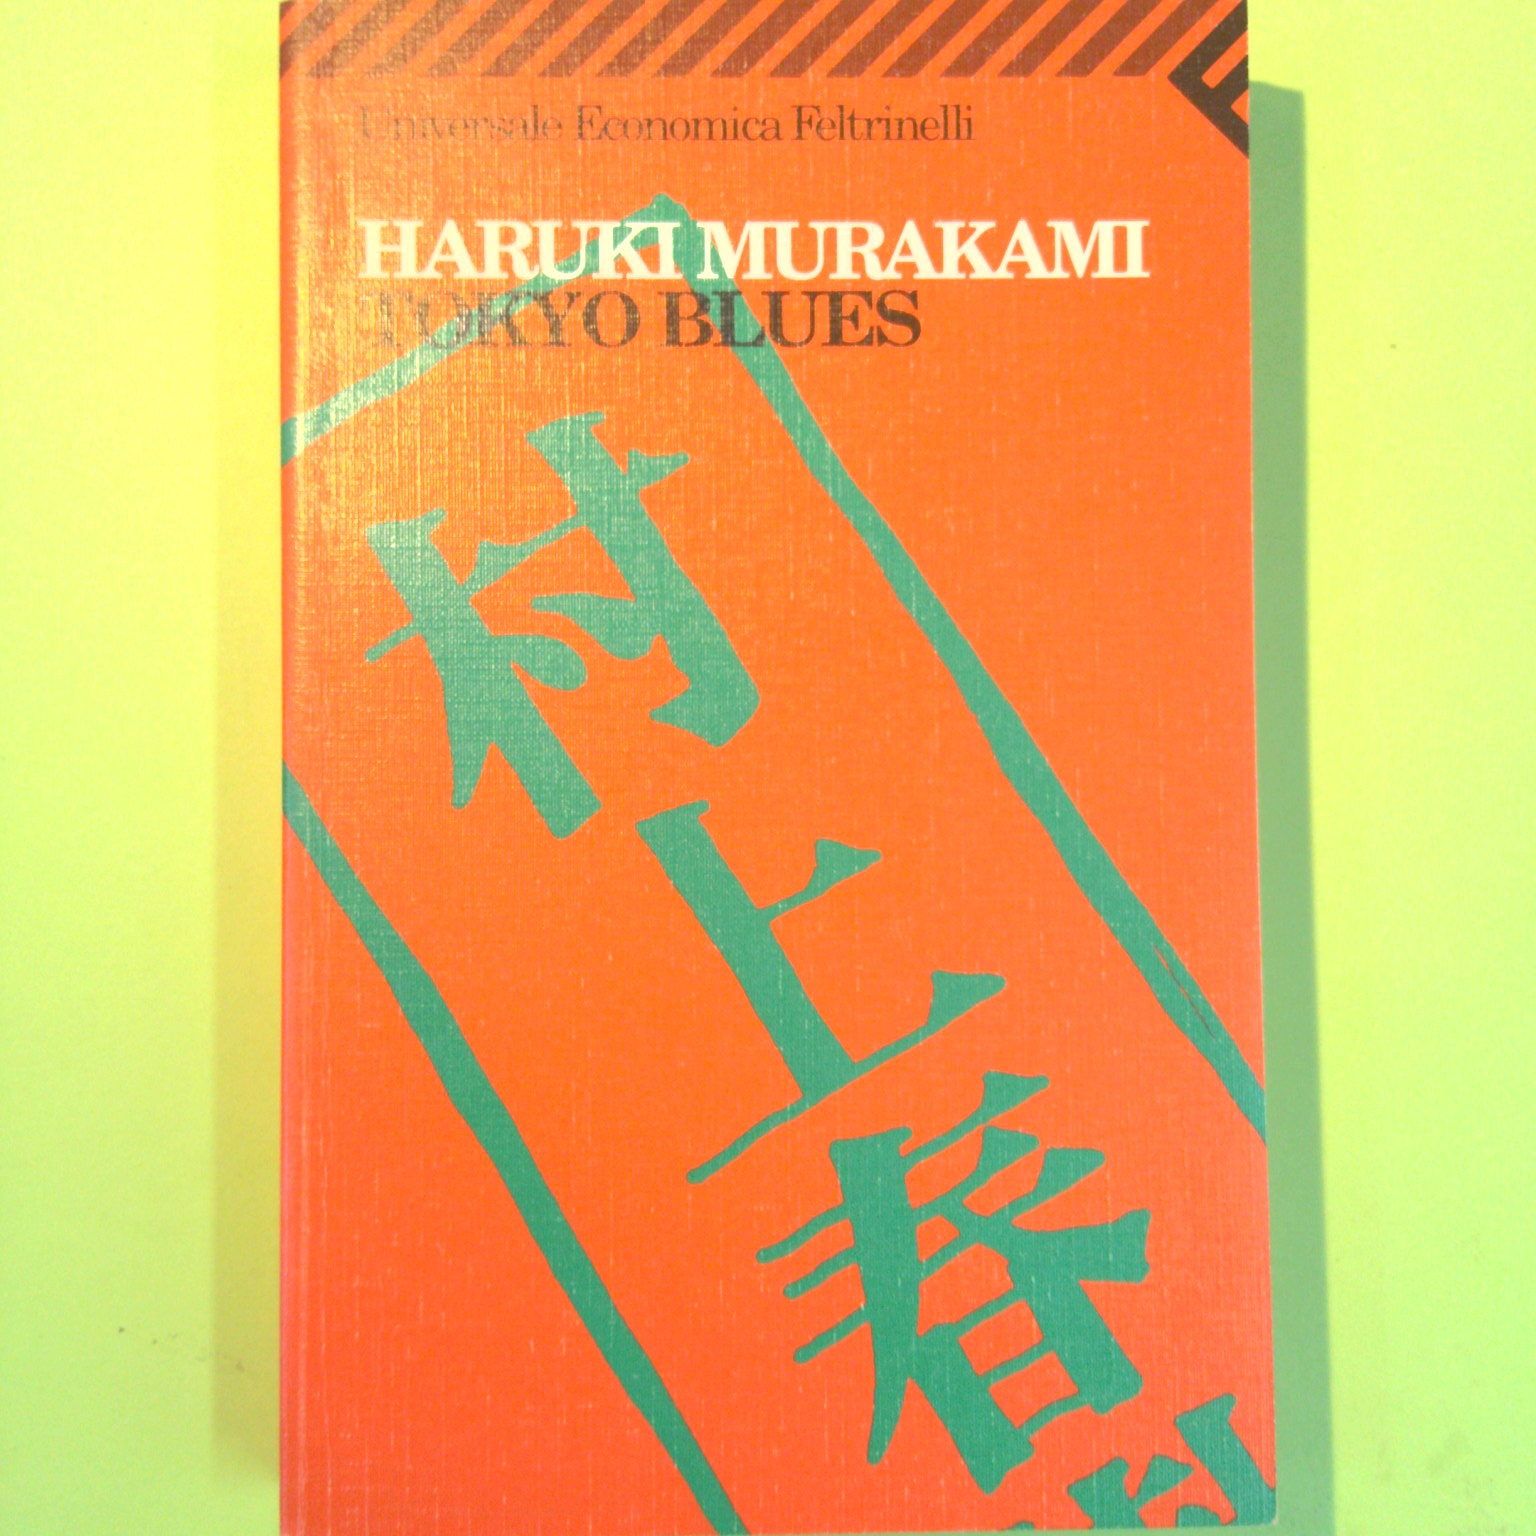 Universale Economica Feltrinelli
HARUKI MURAKAMI
TOKYO BLUES
村上春